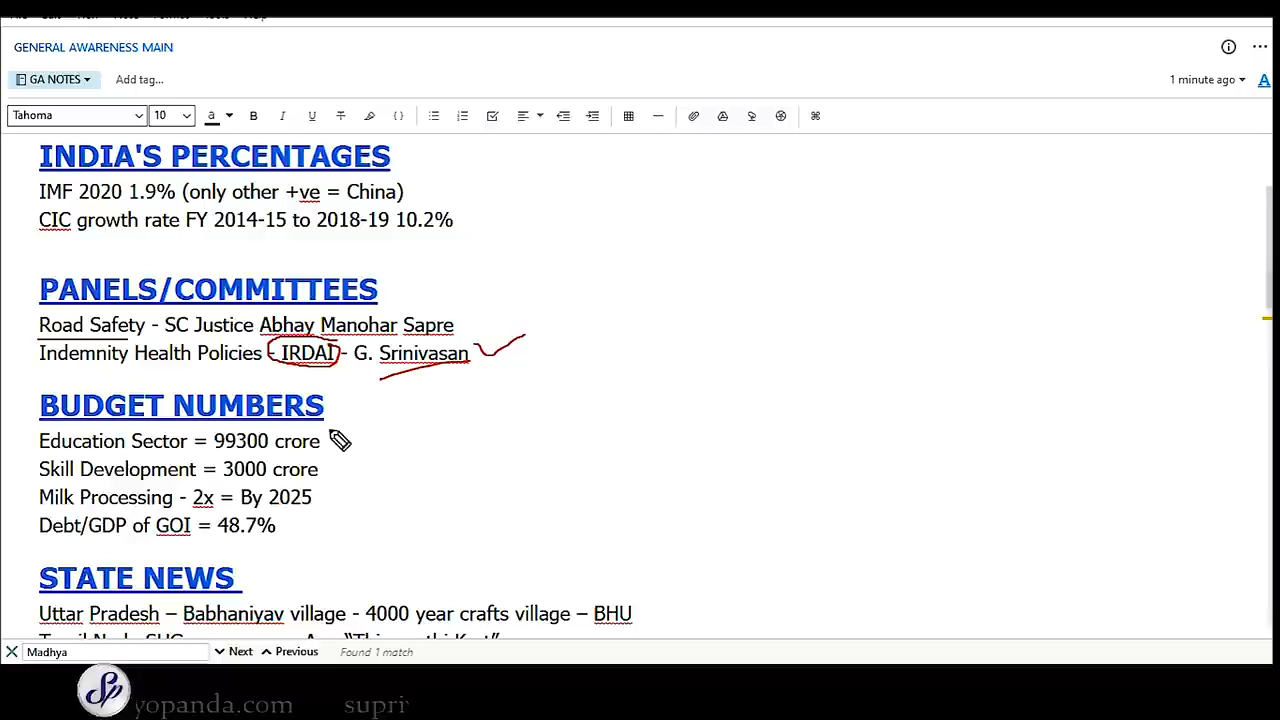 GENERAL AWARENESS MAIN
GA NOTES Add tag... 1 minute ago
Tahoma 10 a B I U T {}
INDIA'S PERCENTAGES
IMF 2020 1.9% (only other +ve = China)
CIC growth rate FY 2014-15 to 2018-19 10.2%
PANELS/COMMITTEES
Road Safety - SC Justice Abhay Manohar Sapre
Indemnity Health Policies - IRDAI - G. Srinivasan
BUDGET NUMBERS
Education Sector = 99300 crore
Skill Development = 3000 crore
Milk Processing - 2x = By 2025
Debt/GDP of GOI = 48.7%
STATE NEWS
Uttar Pradesh – Babhaniyav village - 4000 year crafts village – BHU
Madhya Next Previous Found 1 match
yopanda.com supriy